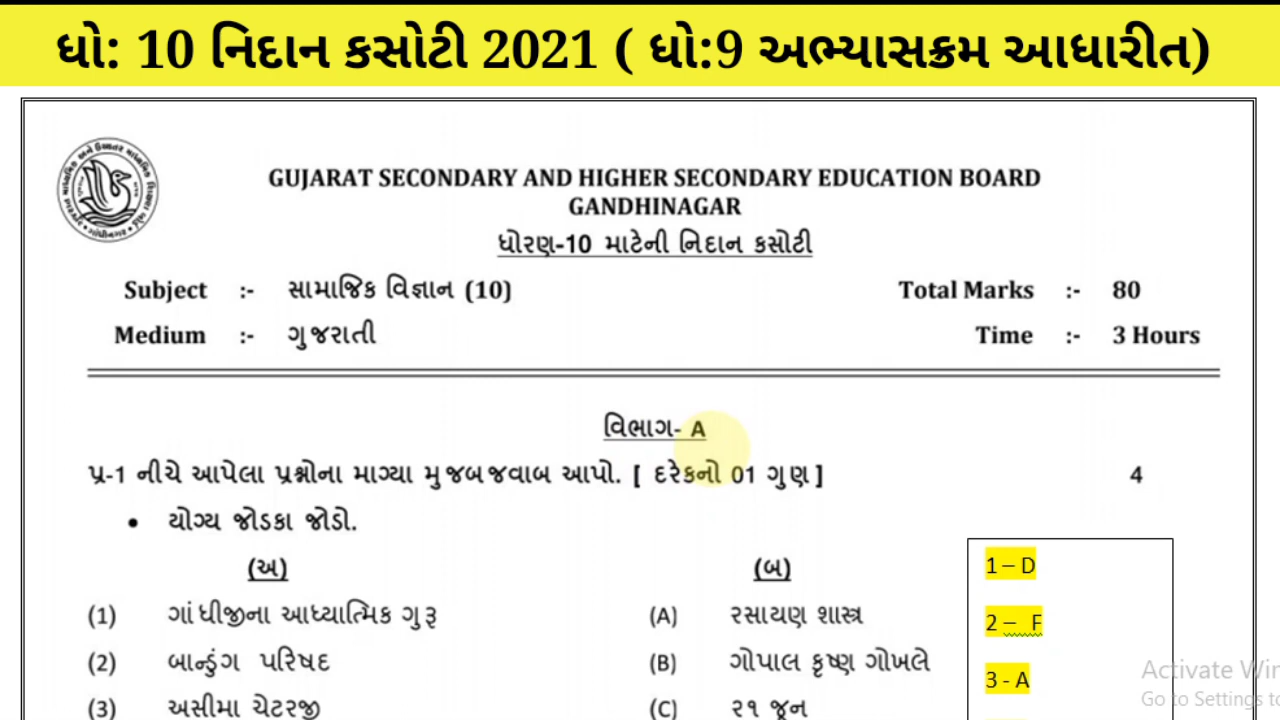 ધો: 10 નિદાન કસોટી 2021 ( ધો:9 અભ્યાસક્રમ આધારીત)
GUJARAT SECONDARY AND HIGHER SECONDARY EDUCATION BOARD
GANDHINAGAR
ધોરણ-10 માટેની નિદાન કસોટી
Subject :- સામાજિક વિજ્ઞાન (10) Total Marks :- 80
Medium :- ગુજરાતી Time :- 3 Hours
વિભાગ- A
પ્ર-1 નીચે આપેલા પ્રશ્નોના માગ્યા મુજબ જવાબ આપો. [ દરેકનો 01 ગુણ ] 4
• યોગ્ય જોડકા જોડો.
(અ) (બ)
1 – D
(1) ગાંધીજીના આધ્યાત્મિક ગુરૂ (A) રસાયણ શાસ્ત્ર
2 – F
(2) બાન્ડુંગ પરિષદ (B) ગોપાલ કૃષ્ણ ગોખલે
3 - A
(3) અસીમા ચેટરજી (C) ૨૧ જૂન
Activate Win
Go to Settings to